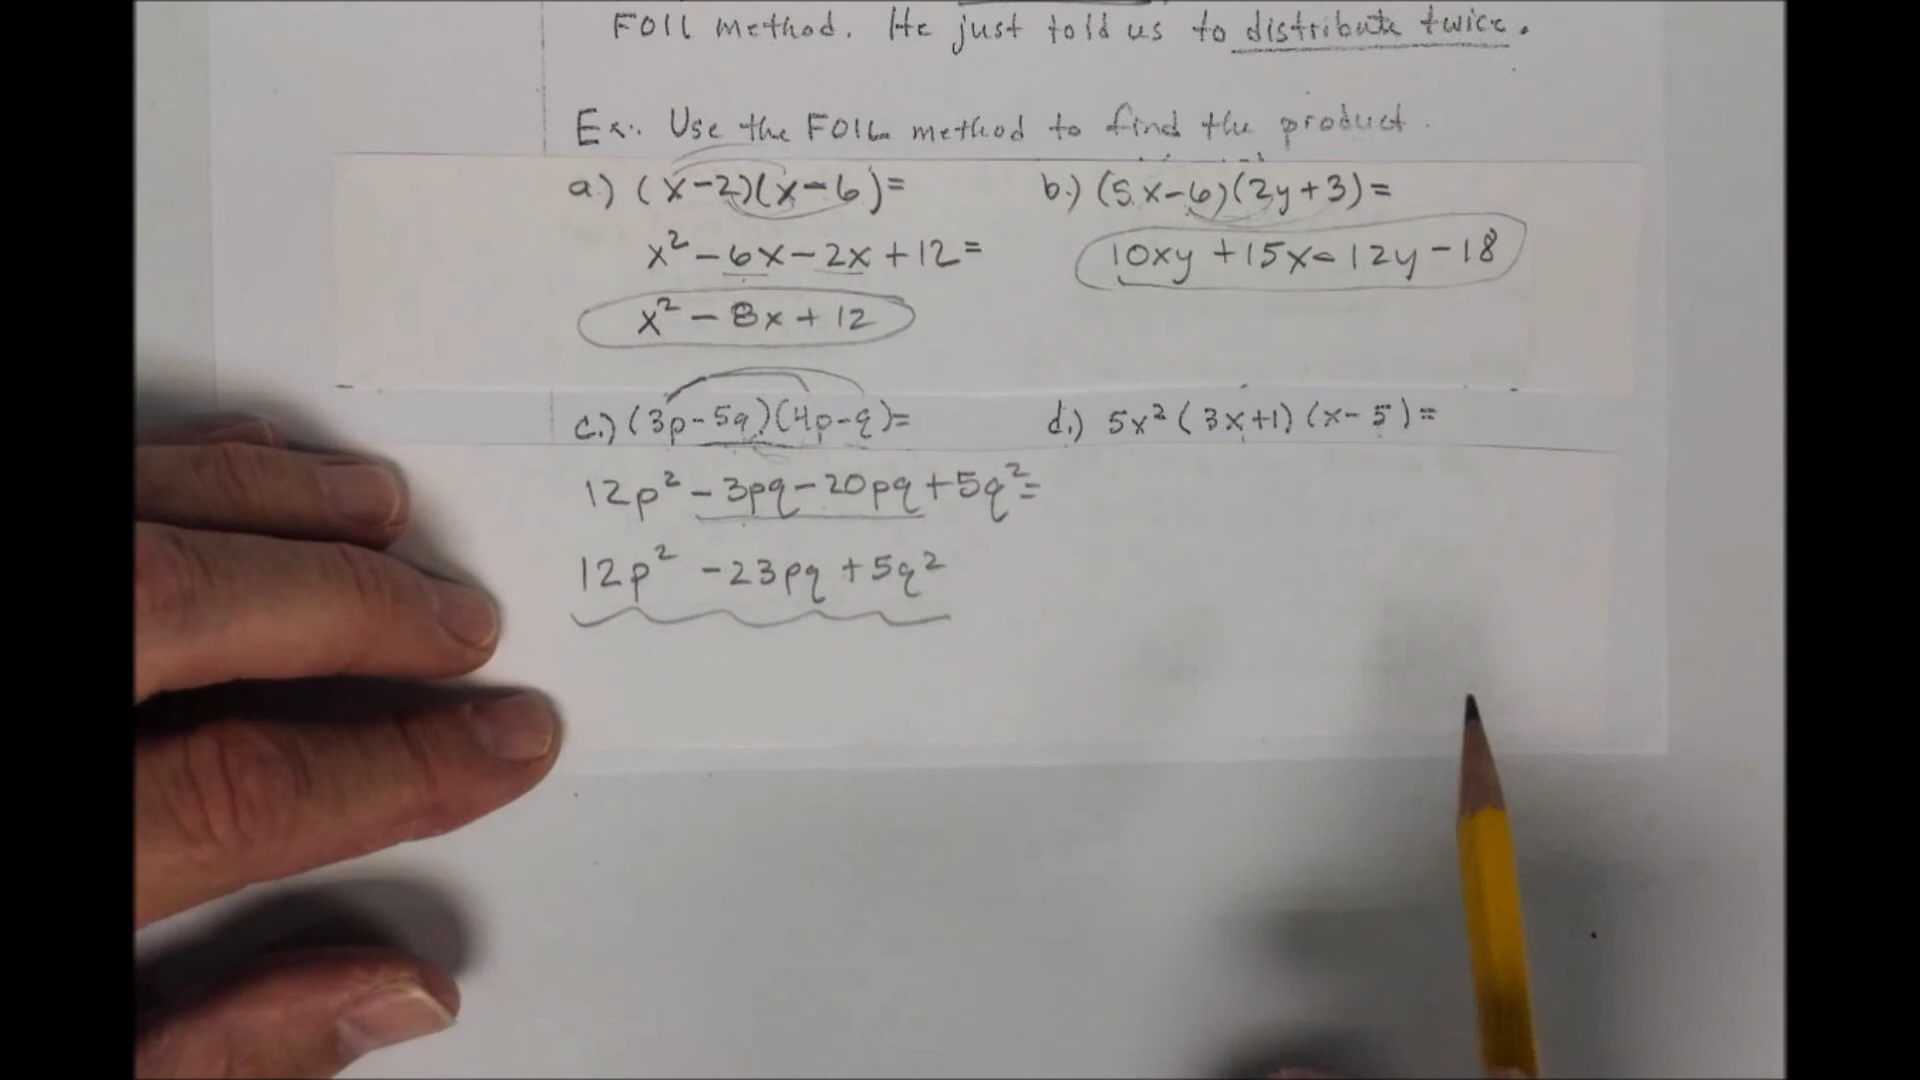 FOIL method. He just told us to distribute twice.
Ex: Use the FOIL method to find the product.
a.) (x-2)(x-6)=
x² - 6x - 2x + 12 =
x² - 8x + 12
b.) (5x-6)(2y+3)=
10xy + 15x - 12y - 18
c.) (3p-5q)(4p-q)=
12p² - 3pq - 20pq + 5q² =
12p² - 23pq + 5q²
d.) 5x² (3x+1) (x-5)=